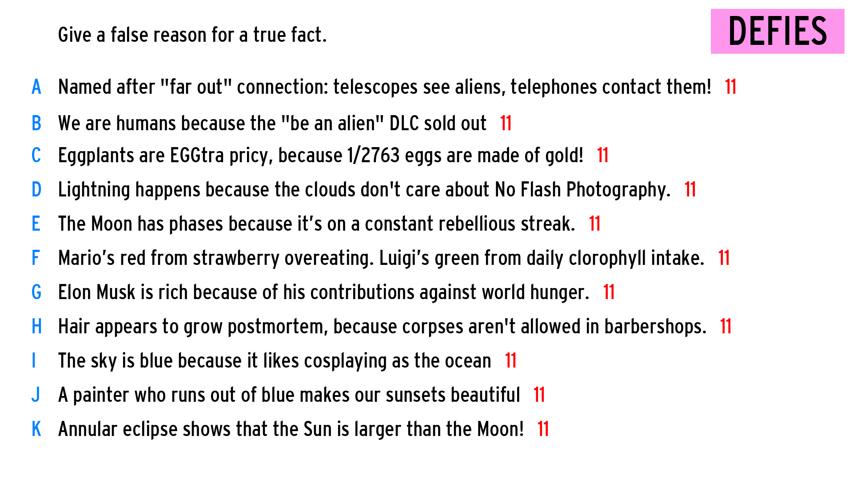 Give a false reason for a true fact.
DEFIES
A Named after "far out" connection: telescopes see aliens, telephones contact them! 11
B We are humans because the "be an alien" DLC sold out 11
C Eggplants are EGGtra pricy, because 1/2763 eggs are made of gold! 11
D Lightning happens because the clouds don't care about No Flash Photography. 11
E The Moon has phases because it’s on a constant rebellious streak. 11
F Mario’s red from strawberry overeating. Luigi’s green from daily clorophyll intake. 11
G Elon Musk is rich because of his contributions against world hunger. 11
H Hair appears to grow postmortem, because corpses aren't allowed in barbershops. 11
I The sky is blue because it likes cosplaying as the ocean 11
J A painter who runs out of blue makes our sunsets beautiful 11
K Annular eclipse shows that the Sun is larger than the Moon! 11